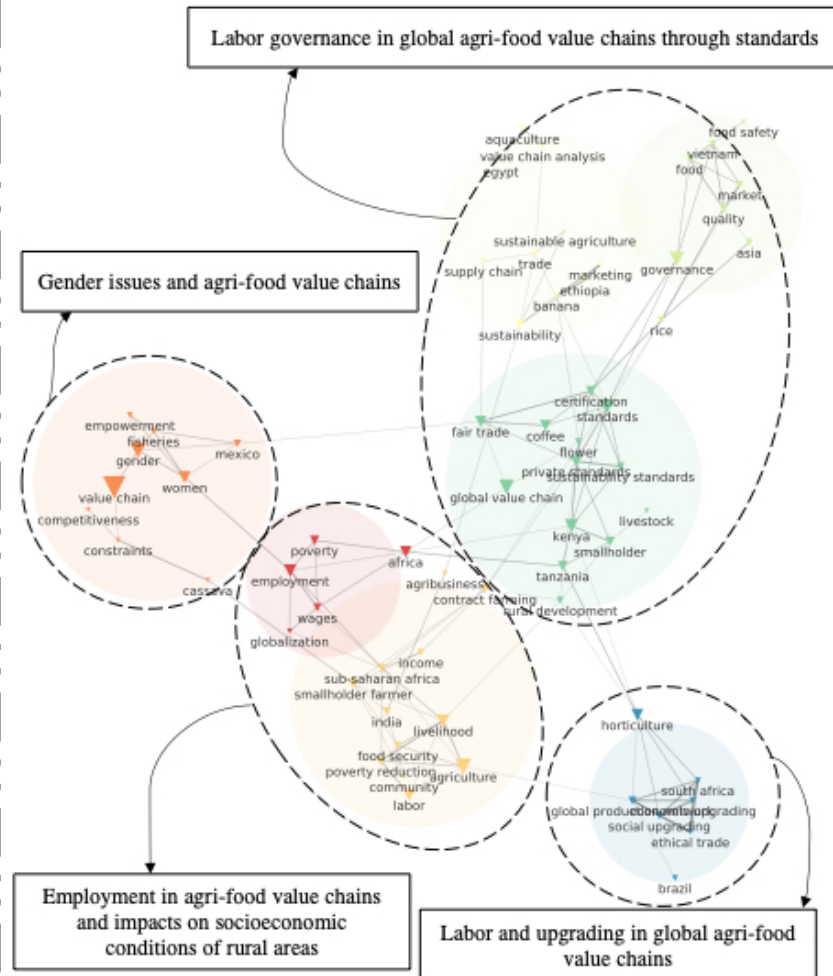 Labor governance in global agri-food value chains through standards
aquaculture
value chain analysis
egypt
food safety
vietnam
food
market
quality
asia
governance
sustainable agriculture
trade
supply chain
marketing
ethiopia
banana
sustainability
rice
Gender issues and agri-food value chains
certification
standards
fair trade
coffee
flower
private standards
sustainability standards
global value chain
livestock
kenya
smallholder
tanzania
rural development
empowerment
fisheries
gender
mexico
women
value chain
competitiveness
constraints
cassava
poverty
africa
employment
agribusiness
contract farming
wages
globalization
income
sub-saharan africa
smallholder farmer
india
livelihood
food security
poverty reduction
agriculture
community
labor
horticulture
south africa
global production network
economic upgrading
social upgrading
ethical trade
brazil
Employment in agri-food value chains
and impacts on socioeconomic
conditions of rural areas
Labor and upgrading in global agri-food
value chains